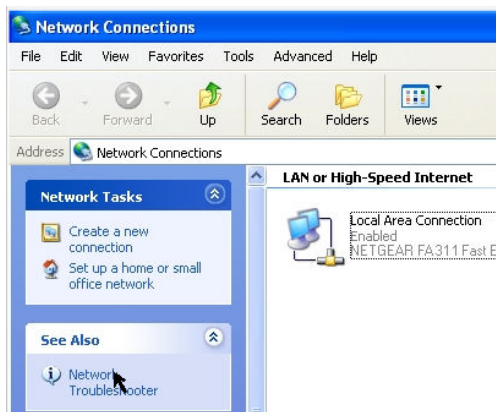 Network Connections
File Edit View Favorites Tools Advanced Help
Back Forward Up Search Folders Views
Address Network Connections
Network Tasks
Create a new
connection
Set up a home or small
office network
See Also
Network
Troubleshooter
LAN or High-Speed Internet
Local Area Connection
Enabled
NETGEAR FA311 Fast E